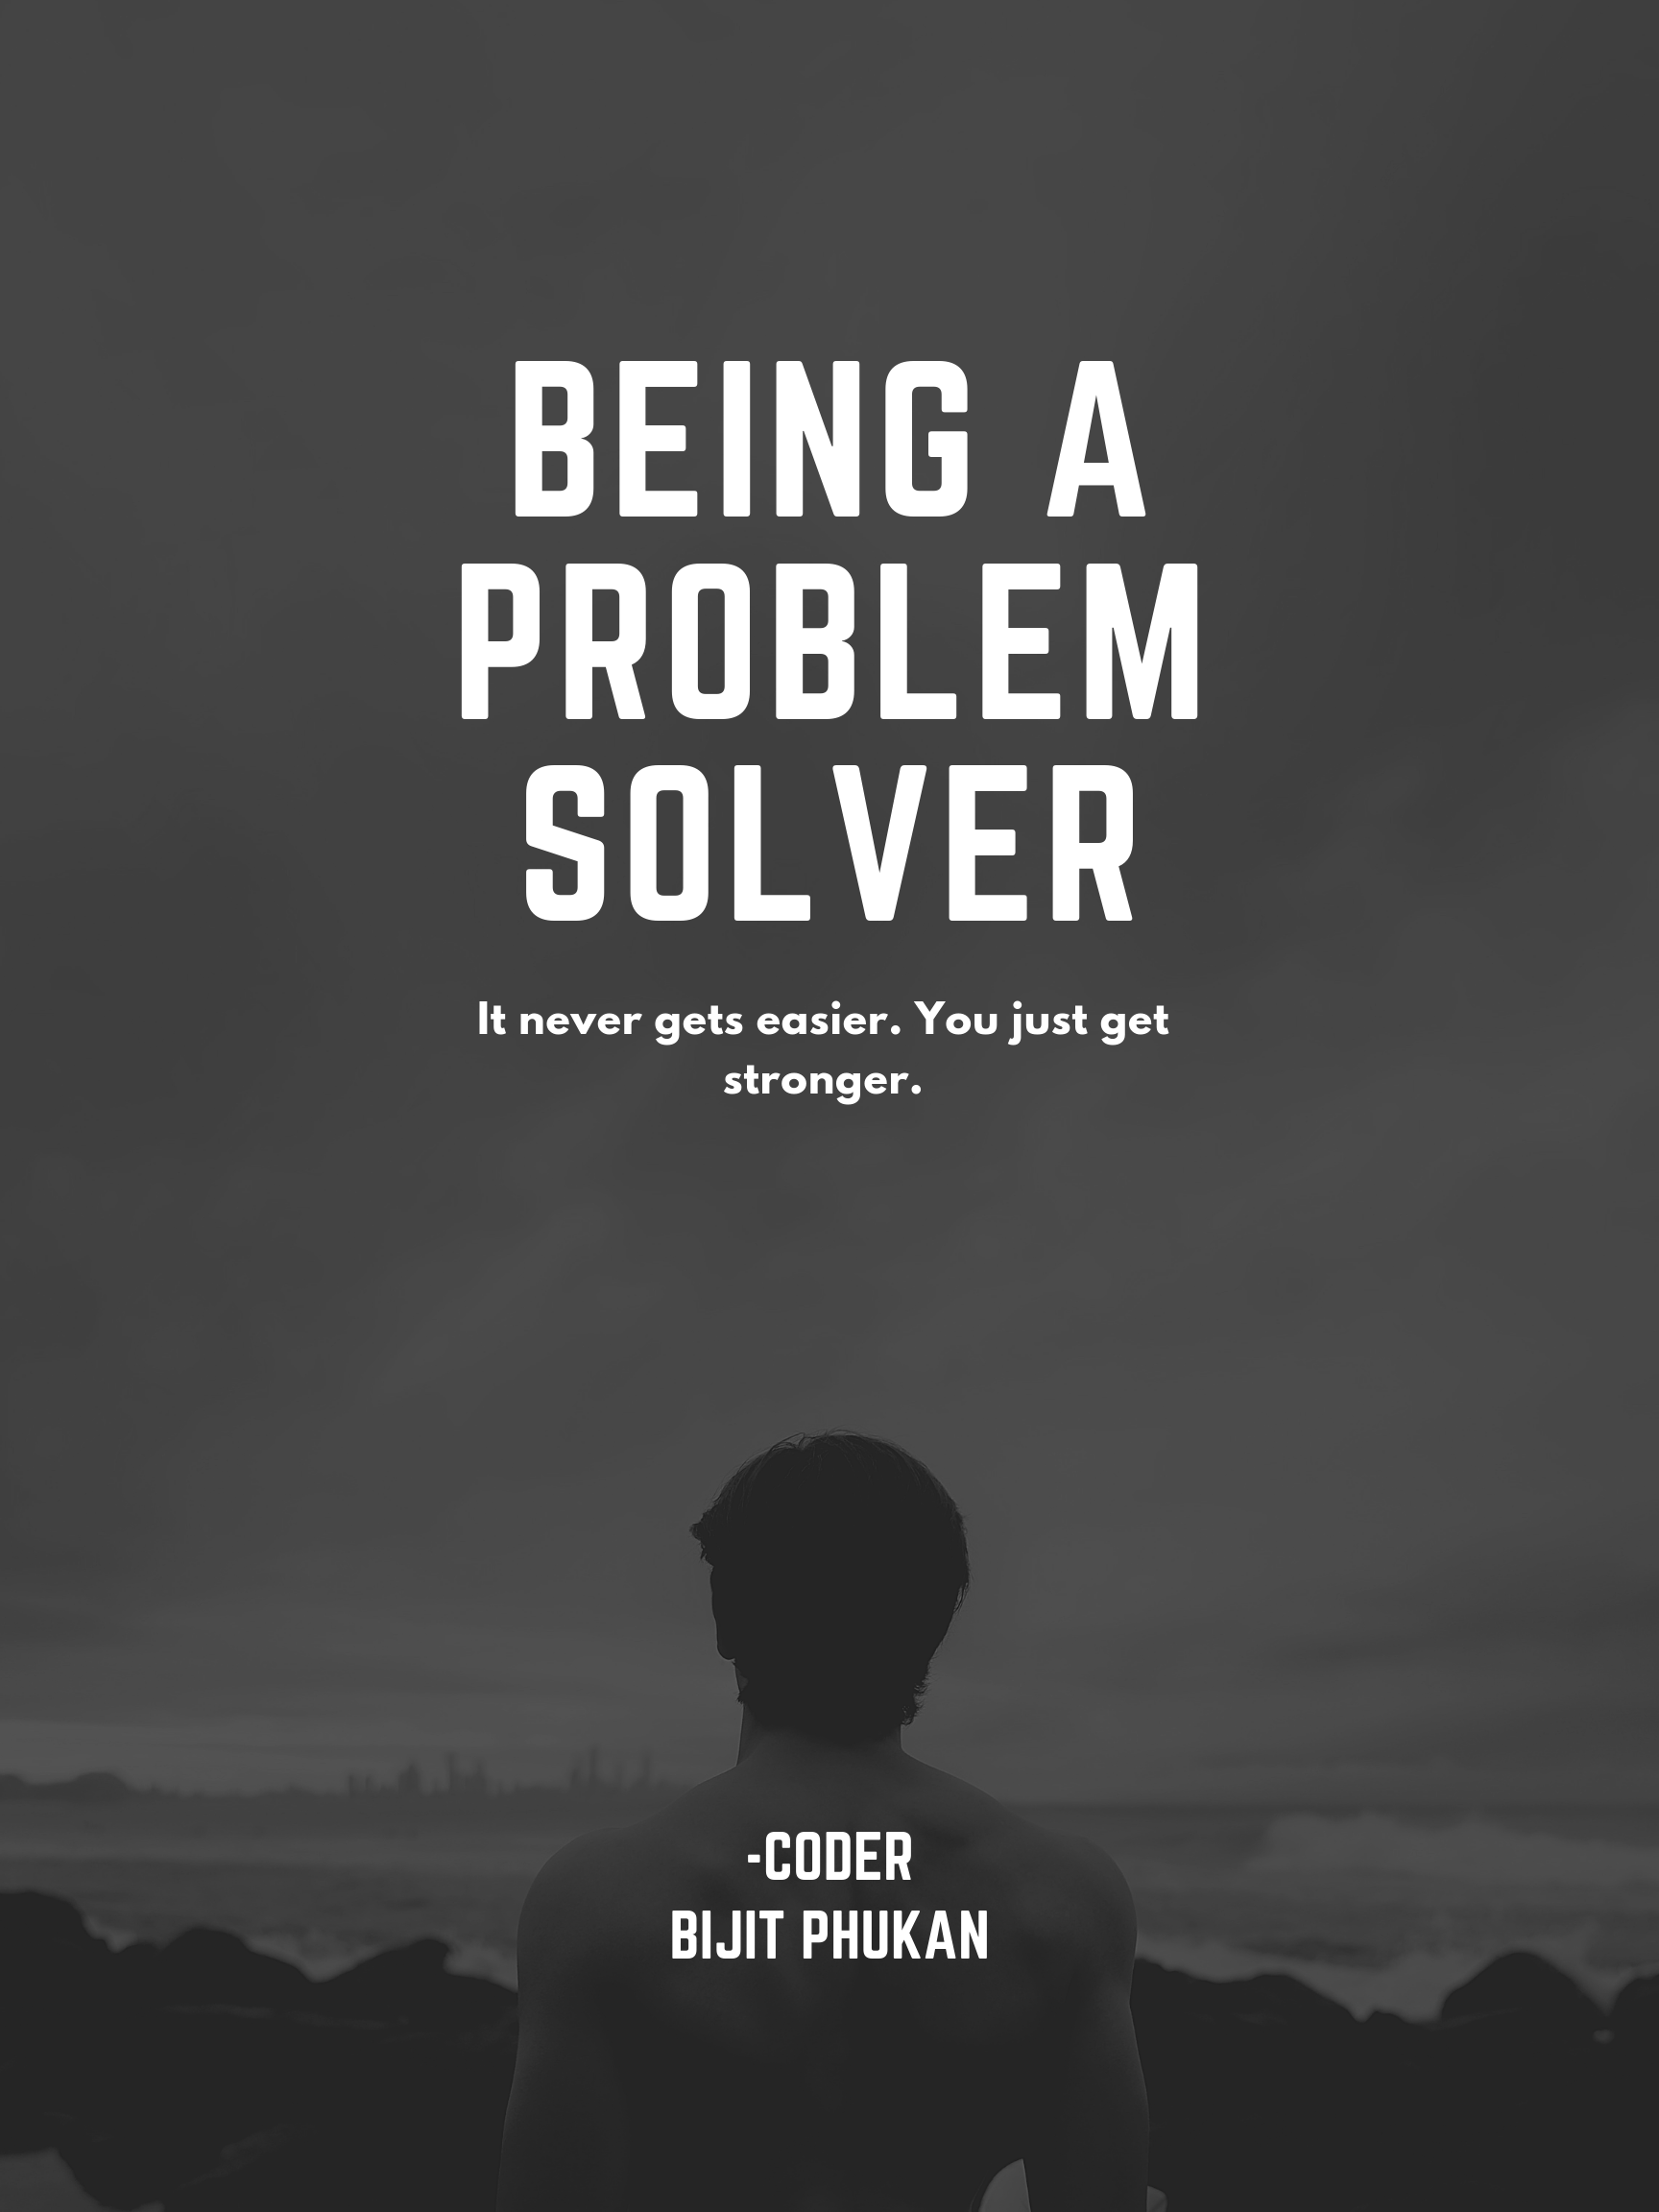 BEING A
PROBLEM
SOLVER
It never gets easier. You just get
stronger.
-CODER
BIJIT PHUKAN